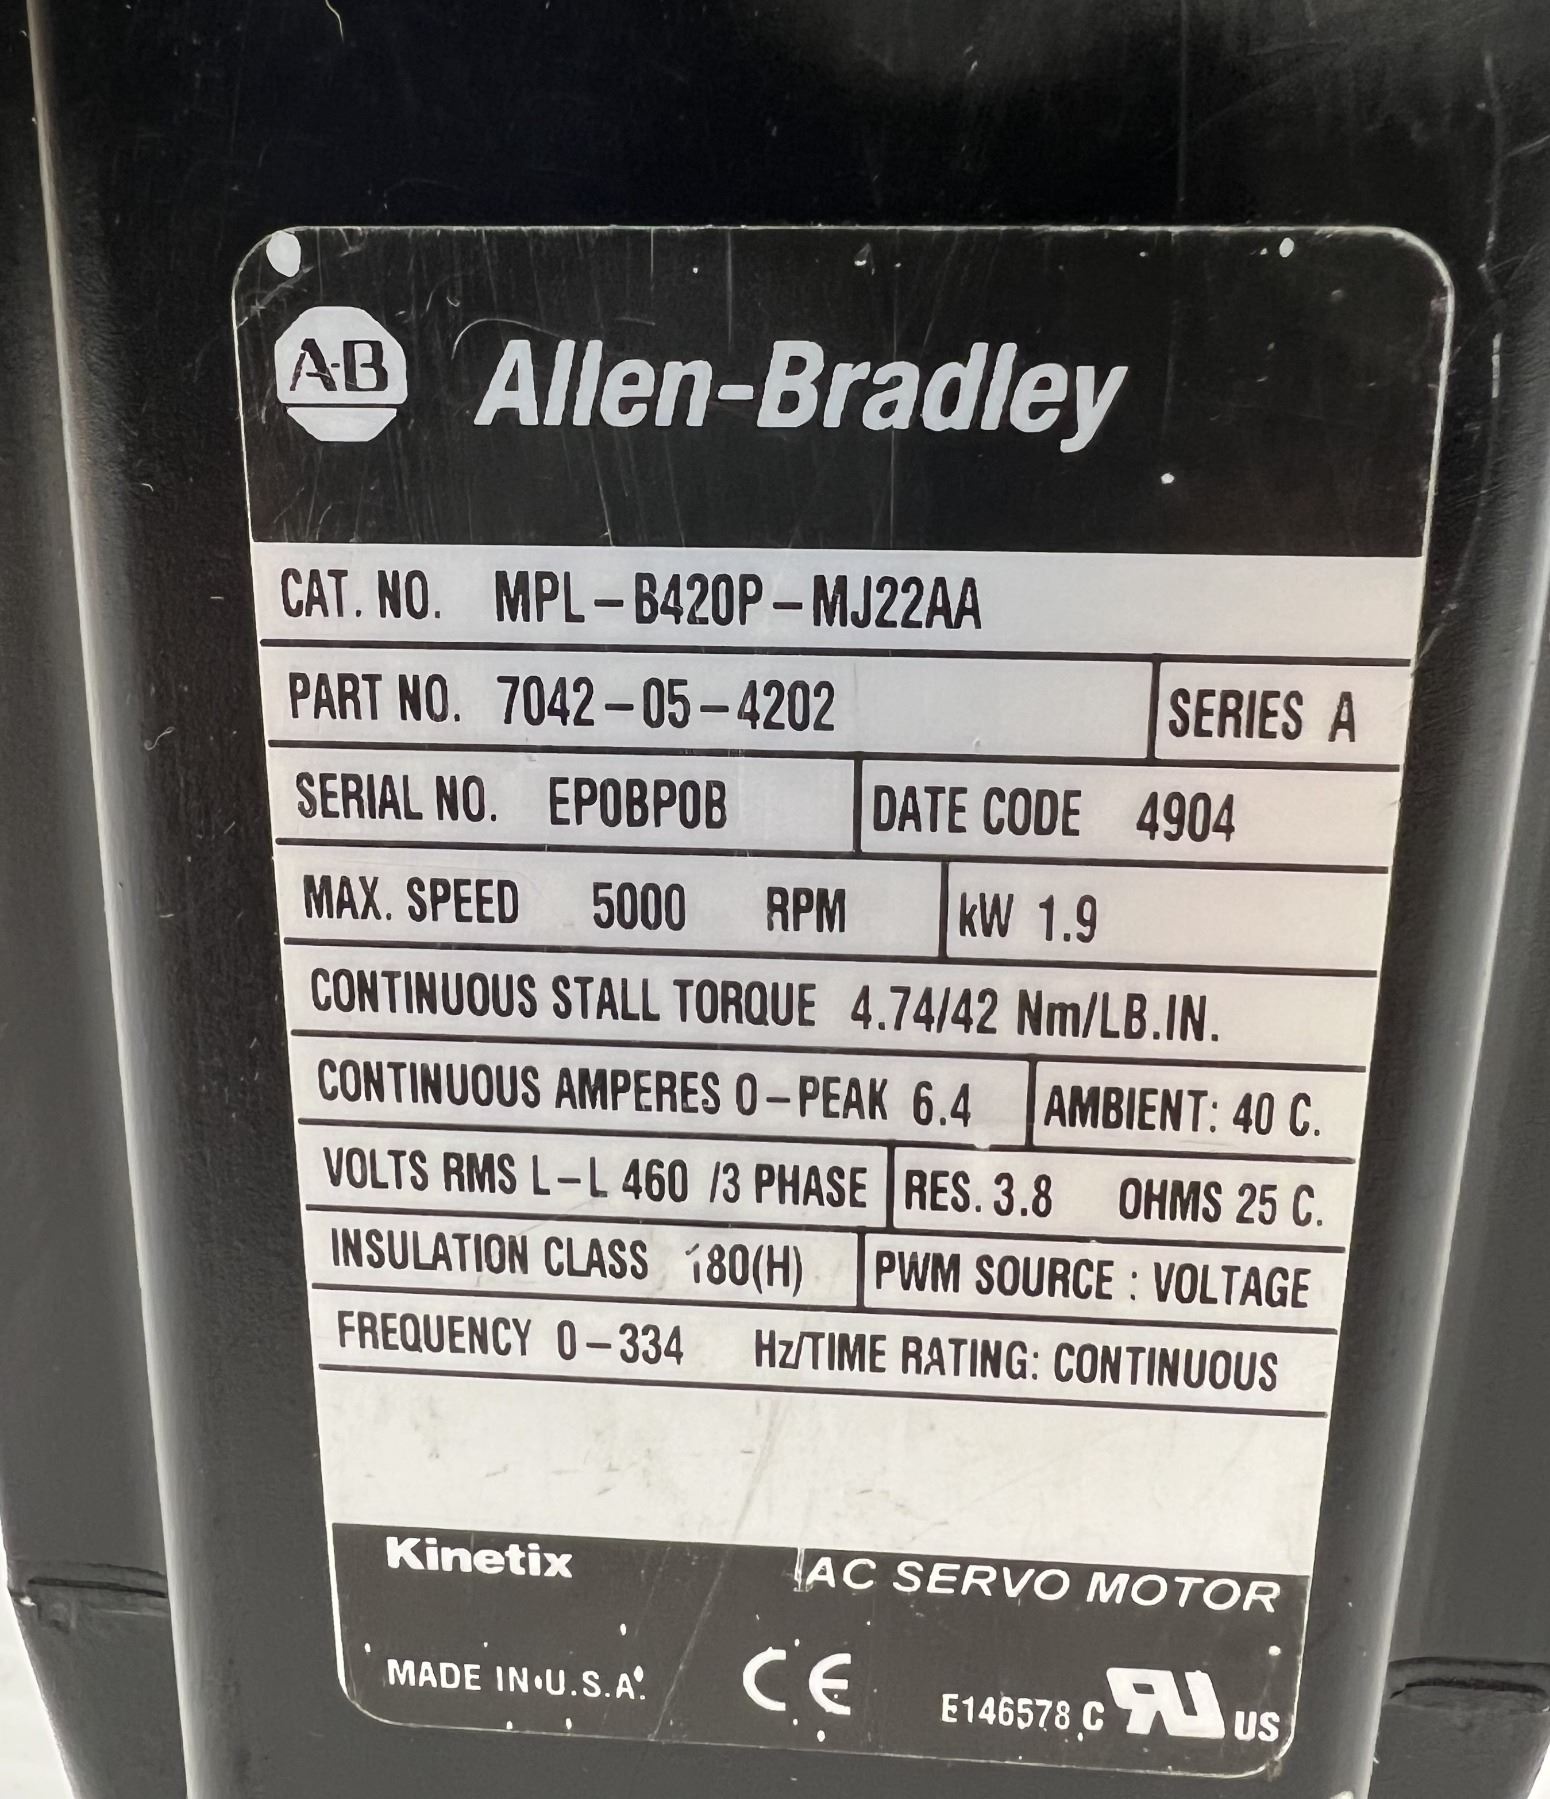 A-B Allen-Bradley
CAT. NO. MPL-B420P-MJ22AA
PART NO. 7042-05-4202 SERIES A
SERIAL NO. EP0BP0B DATE CODE 4904
MAX. SPEED 5000 RPM kW 1.9
CONTINUOUS STALL TORQUE 4.74/42 Nm/LB.IN.
CONTINUOUS AMPERES 0-PEAK 6.4 AMBIENT: 40 C.
VOLTS RMS L-L 460 /3 PHASE RES. 3.8 OHMS 25 C.
INSULATION CLASS 180(H) PWM SOURCE : VOLTAGE
FREQUENCY 0-334 Hz/TIME RATING: CONTINUOUS
Kinetix AC SERVO MOTOR
MADE IN U.S.A. CE E146578 C RU US